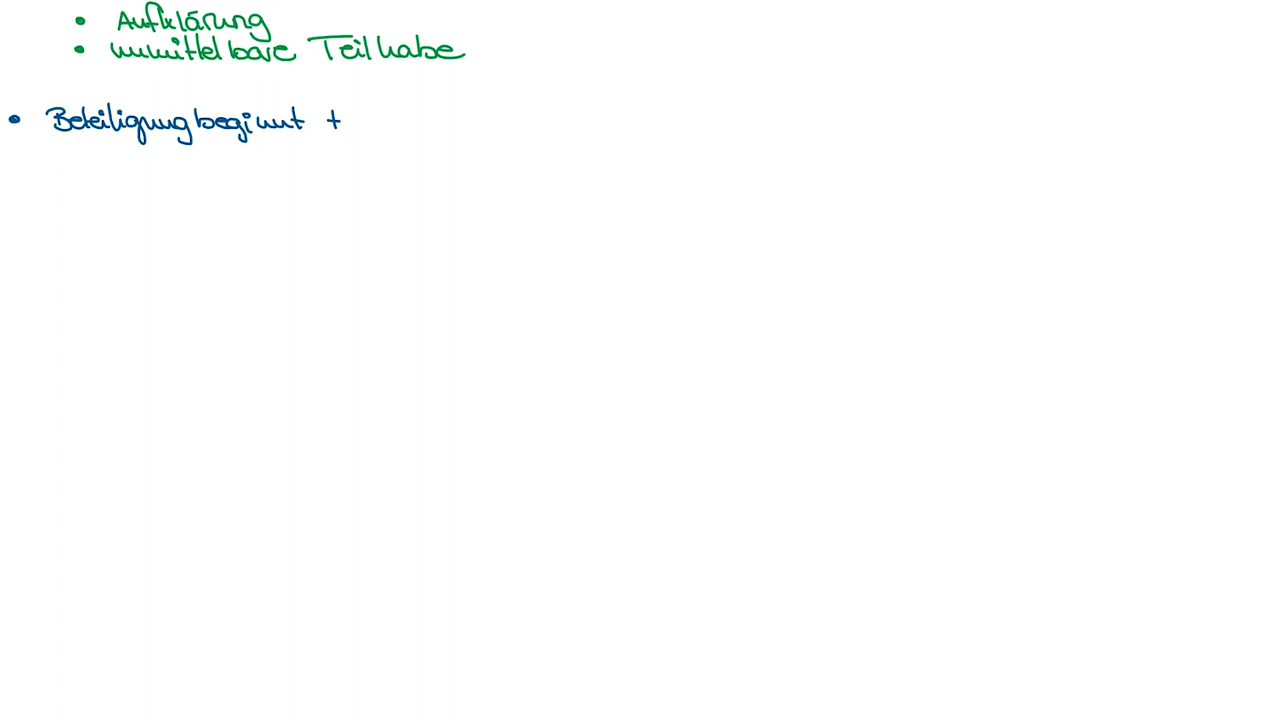 • Aufklärung
• unmittelbare Teilhabe
• Beteiligung beginnt +